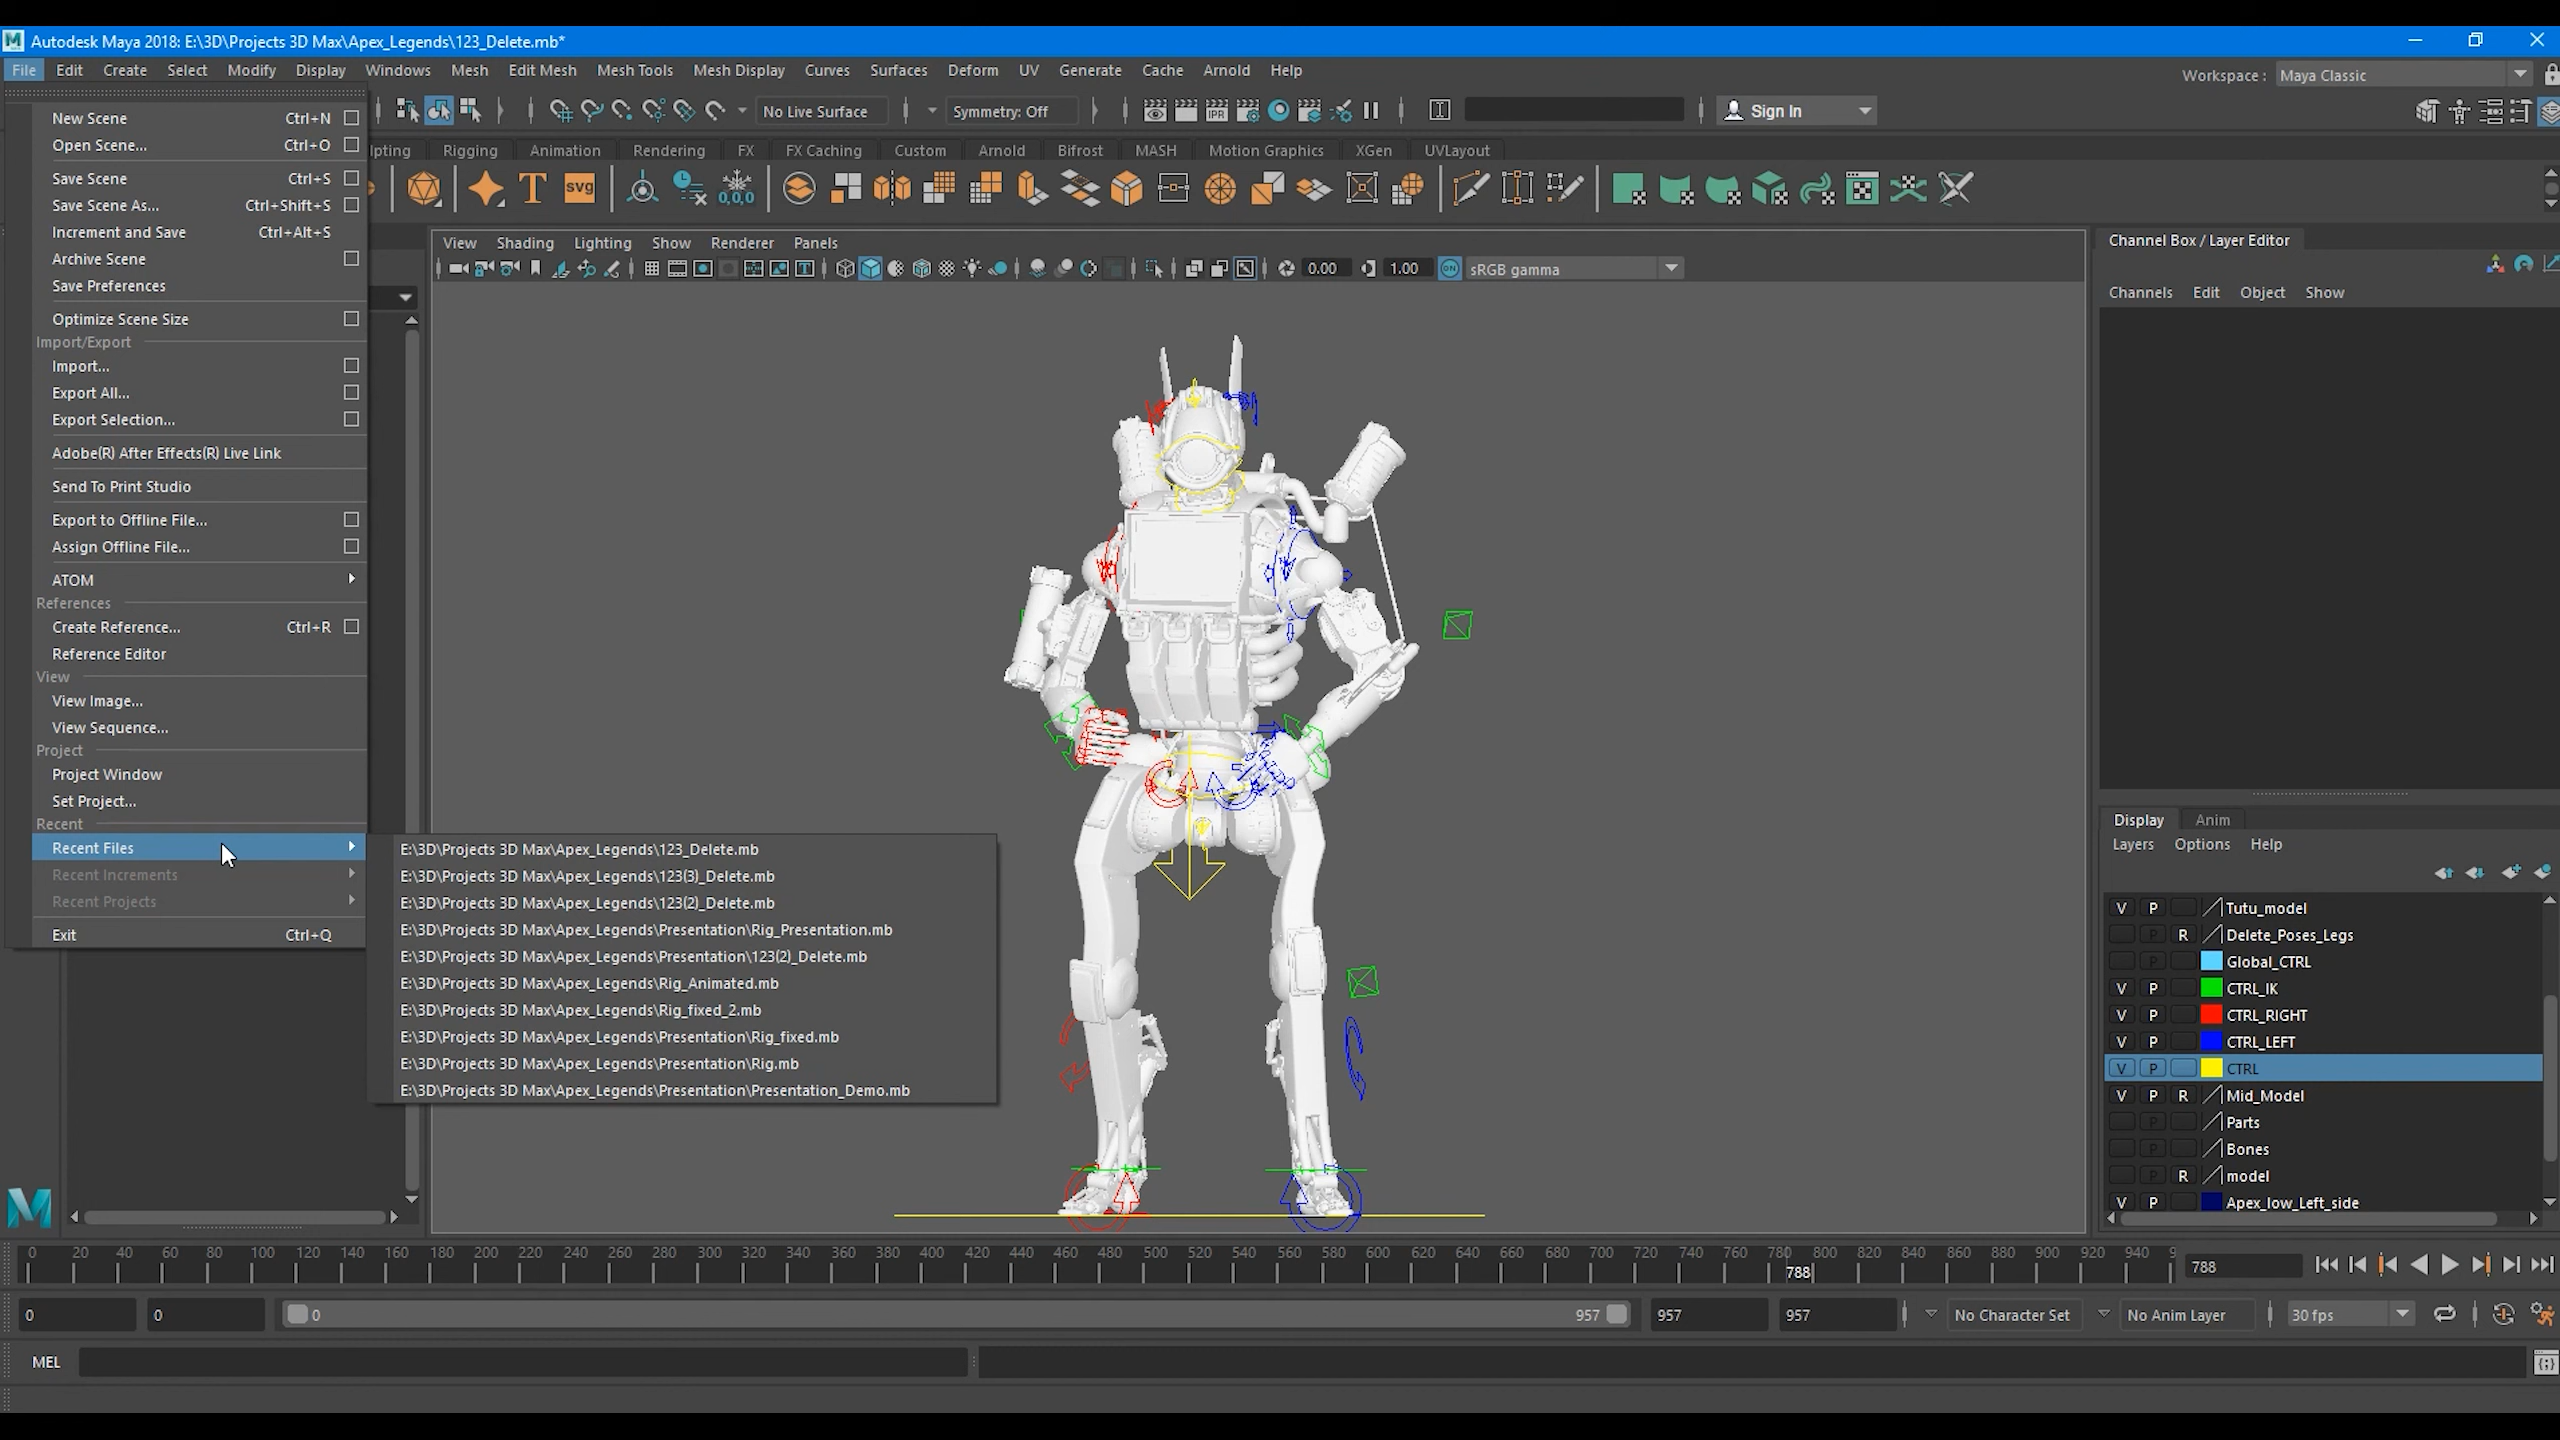 Autodesk Maya 2018: E:\3D\Projects 3D Max\Apex_Legends\123_Delete.mb*
File Edit Create Select Modify Display Windows Mesh Edit Mesh Mesh Tools Mesh Display Curves Surfaces Deform UV Generate Cache Arnold Help
Workspace : Maya Classic
No Live Surface Symmetry: Off IPR Sign In
lpting Rigging Animation Rendering FX FX Caching Custom Arnold Bifrost MASH Motion Graphics XGen UVLayout
T svg 0,0,0
New Scene Ctrl+N
Open Scene... Ctrl+O
Save Scene Ctrl+S
Save Scene As... Ctrl+Shift+S
Increment and Save Ctrl+Alt+S
Archive Scene
Save Preferences
Optimize Scene Size
Import/Export
Import...
Export All...
Export Selection...
Adobe(R) After Effects(R) Live Link
Send To Print Studio
Export to Offline File...
Assign Offline File...
ATOM
References
Create Reference... Ctrl+R
Reference Editor
View
View Image...
View Sequence...
Project
Project Window
Set Project...
Recent
Recent Files
Recent Increments
Recent Projects
Exit Ctrl+Q
E:\3D\Projects 3D Max\Apex_Legends\123_Delete.mb
E:\3D\Projects 3D Max\Apex_Legends\123(3)_Delete.mb
E:\3D\Projects 3D Max\Apex_Legends\123(2)_Delete.mb
E:\3D\Projects 3D Max\Apex_Legends\Presentation\Rig_Presentation.mb
E:\3D\Projects 3D Max\Apex_Legends\Presentation\123(2)_Delete.mb
E:\3D\Projects 3D Max\Apex_Legends\Rig_Animated.mb
E:\3D\Projects 3D Max\Apex_Legends\Rig_fixed_2.mb
E:\3D\Projects 3D Max\Apex_Legends\Presentation\Rig_fixed.mb
E:\3D\Projects 3D Max\Apex_Legends\Presentation\Rig.mb
E:\3D\Projects 3D Max\Apex_Legends\Presentation\Presentation_Demo.mb
View Shading Lighting Show Renderer Panels
0.00 1.00 ON sRGB gamma
Channel Box / Layer Editor
Channels Edit Object Show
Display Anim
Layers Options Help
V P Tutu_model
P R Delete_Poses_Legs
P Global_CTRL
V P CTRL_IK
V P CTRL_RIGHT
V P CTRL_LEFT
V P CTRL
V P R Mid_Model
P Parts
P Bones
P R model
V P Apex_low_Left_side
0 20 40 60 80 100 120 140 160 180 200 220 240 260 280 300 320 340 360 380 400 420 440 460 480 500 520 540 560 580 600 620 640 660 680 700 720 740 760 780 800 820 840 860 880 900 920 940 9
788 788
0 0 0 957 957 957 No Character Set No Anim Layer 30 fps
MEL